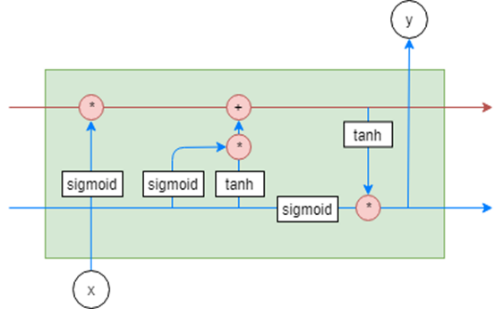 y
*
+
*
tanh
sigmoid
sigmoid
tanh
sigmoid
*
x